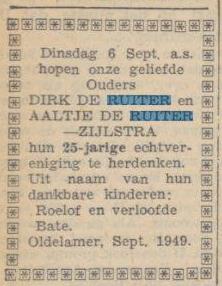 Dinsdag 6 Sept. a.s.
hopen onze geliefde
Ouders
DIRK DE RUITER en
AALTJE DE RUITER
—ZIJLSTRA
hun 25-jarige echtver-
eniging te herdenken.
Uit naam van hun
dankbare kinderen:
Roelof en verloofde
Bate.
Oldelamer, Sept. 1949.